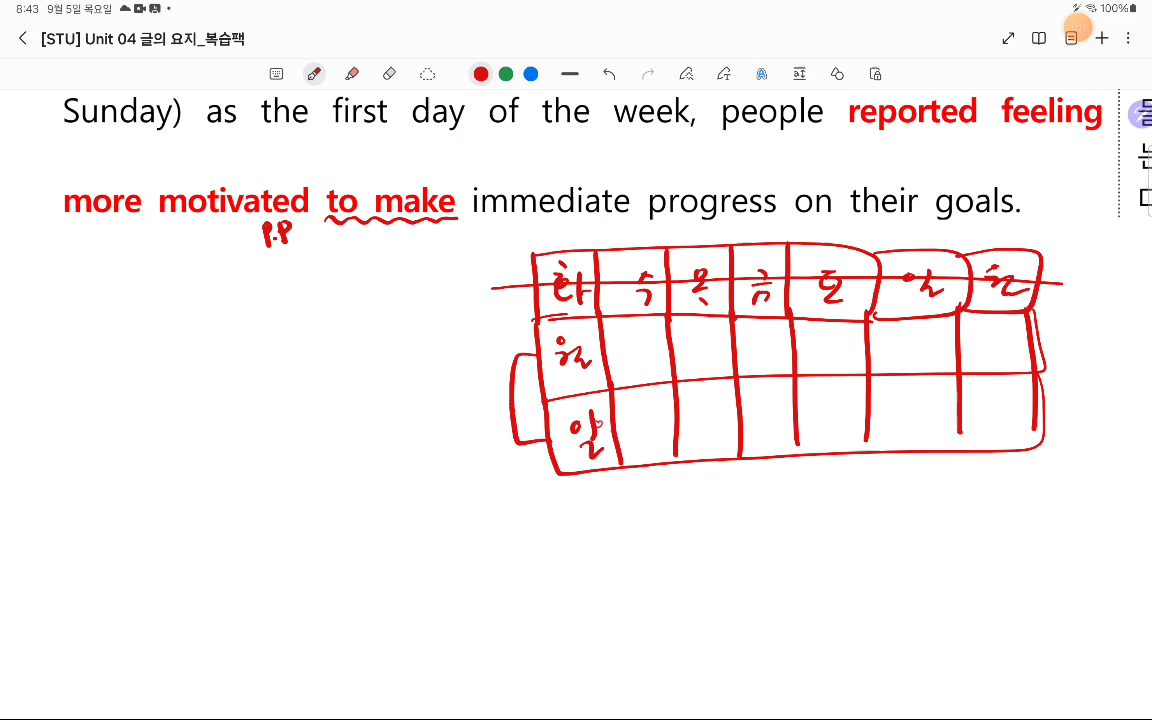 8:43 9월 5일 목요일
100%
[STU] Unit 04 글의 요지_복습팩
Sunday) as the first day of the week, people reported feeling
more motivated to make immediate progress on their goals.
P.P
화 수 목 금 토 일 월
월
일